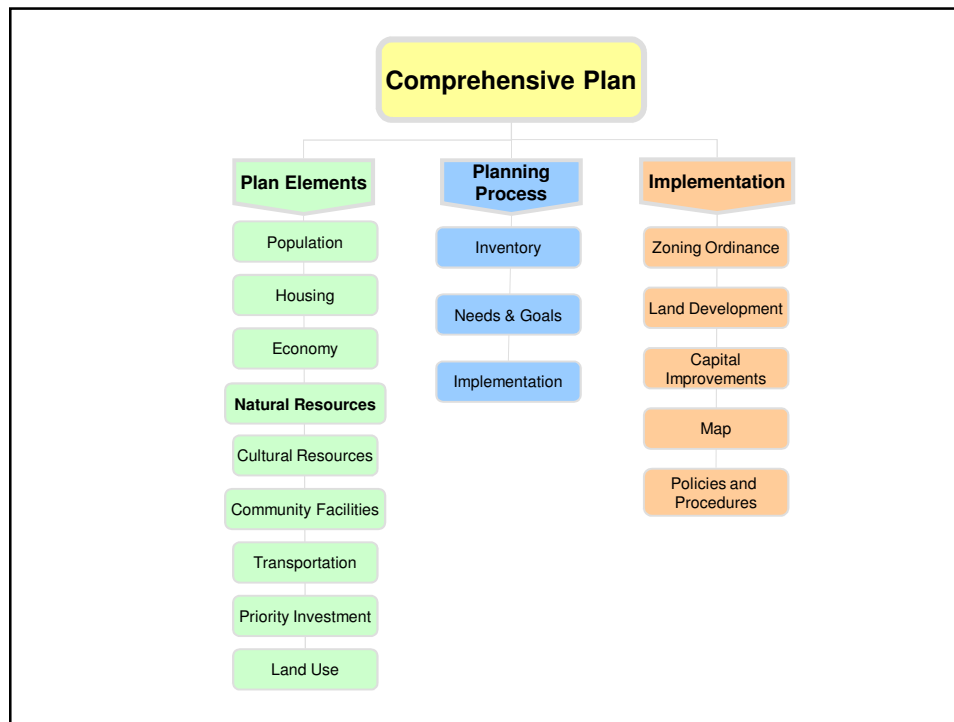 Comprehensive Plan
Plan Elements
Population
Housing
Economy
Natural Resources
Cultural Resources
Community Facilities
Transportation
Priority Investment
Land Use
Planning
Process
Inventory
Needs & Goals
Implementation
Implementation
Zoning Ordinance
Land Development
Capital
Improvements
Map
Policies and
Procedures